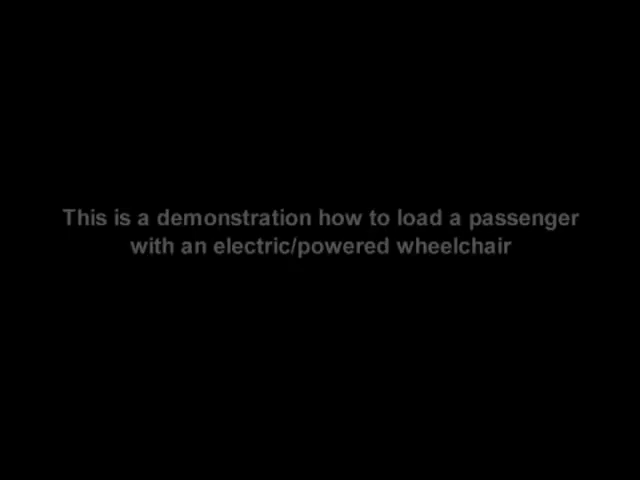 This is a demonstration how to load a passenger
with an electric/powered wheelchair